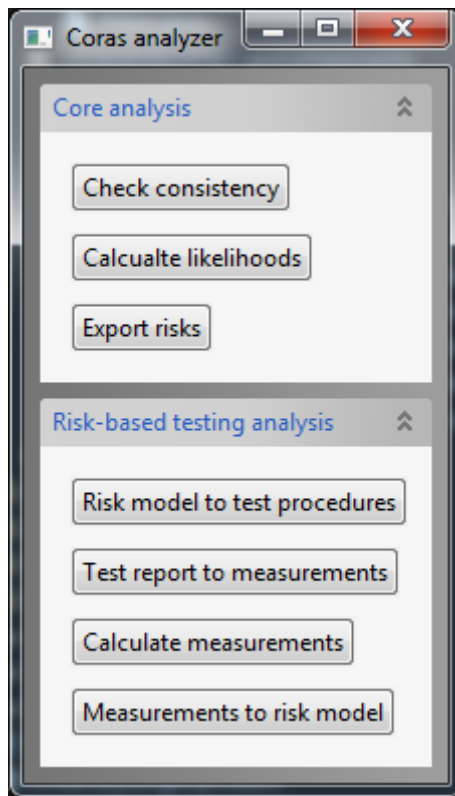 Coras analyzer
Core analysis
Check consistency
Calcualte likelihoods
Export risks
Risk-based testing analysis
Risk model to test procedures
Test report to measurements
Calculate measurements
Measurements to risk model